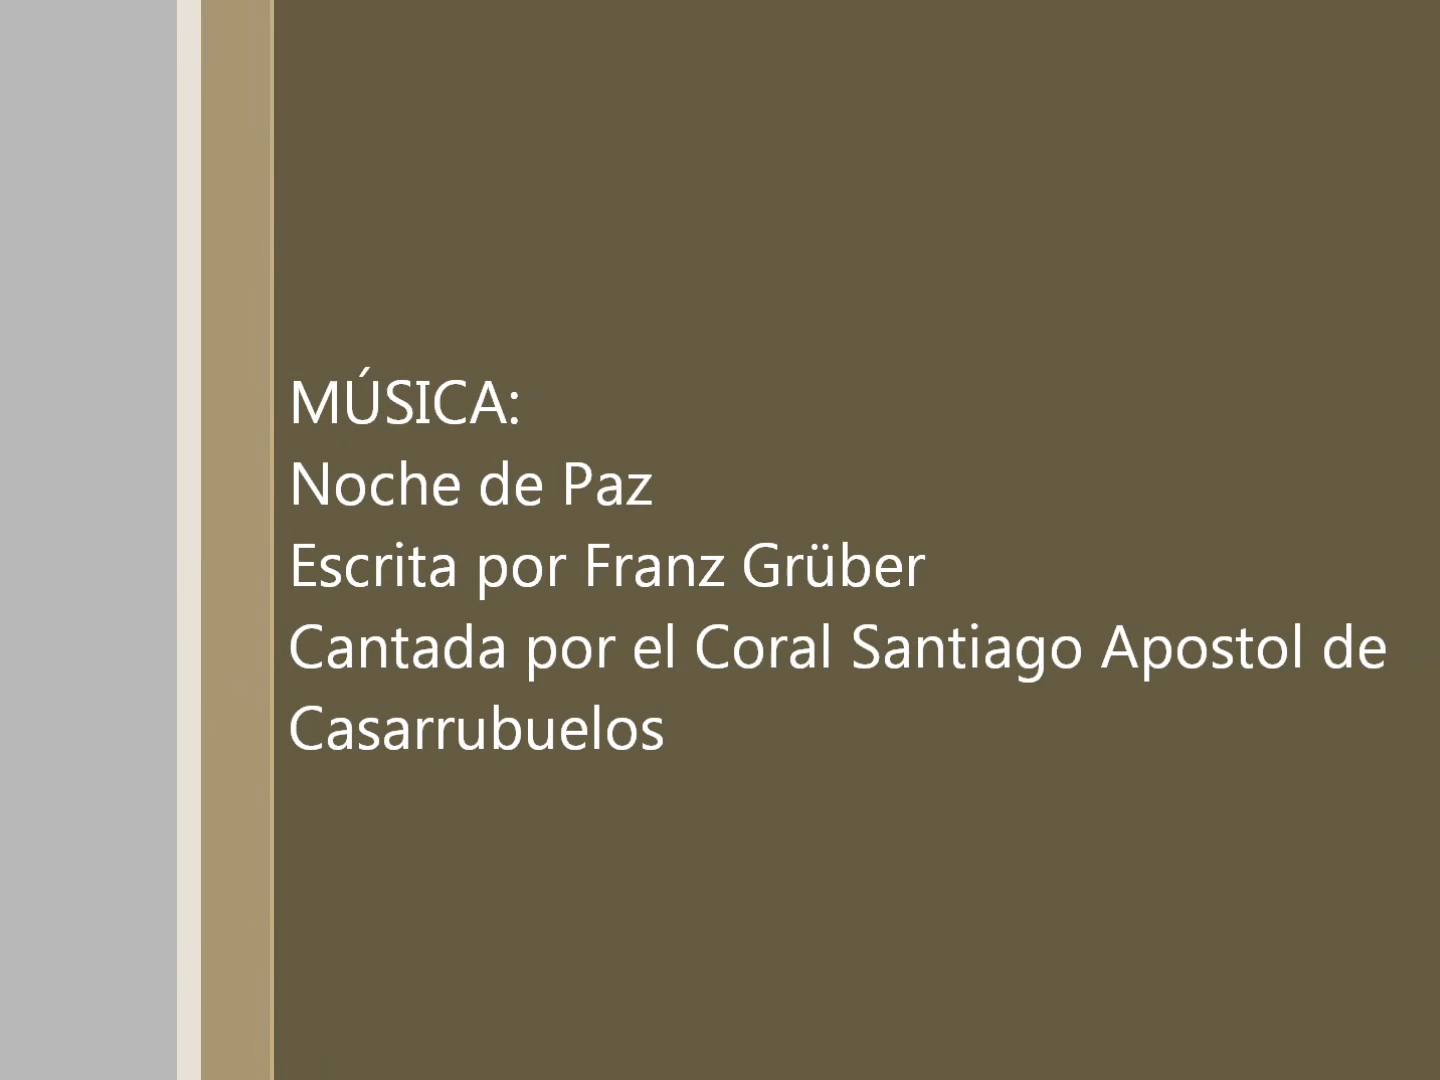 MÚSICA:
Noche de Paz
Escrita por Franz Grüber
Cantada por el Coral Santiago Apostol de
Casarrubuelos